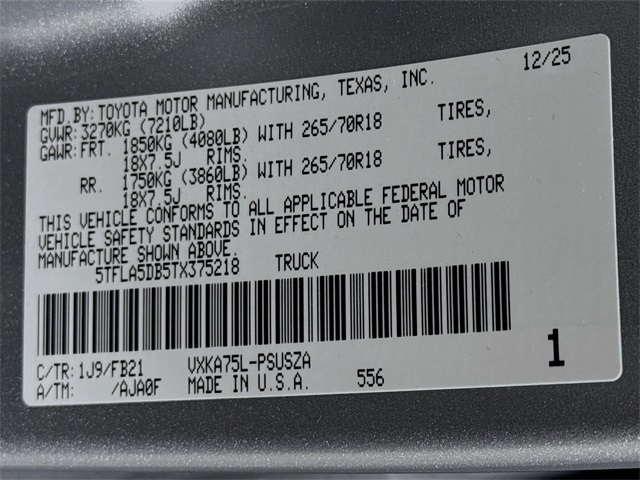 MFD.BY:TOYOTA MOTOR MANUFACTURING, TEXAS, INC. 12/25
GVWR:3270KG (7210LB)
GAWR:FRT. 1850KG (4080LB) WITH 265/70R18 TIRES,
18X7.5J RIMS.
RR. 1750KG (3860LB) WITH 265/70R18 TIRES,
18X7.5J RIMS.
THIS VEHICLE CONFORMS TO ALL APPLICABLE FEDERAL MOTOR
VEHICLE SAFETY STANDARDS IN EFFECT ON THE DATE OF
MANUFACTURE SHOWN ABOVE.
5TFLA5DB5TX375218 TRUCK
C/TR:1J9/FB21 VXKA75L-PSUSZA
A/TM: /AJA0F MADE IN U.S.A. 556 1